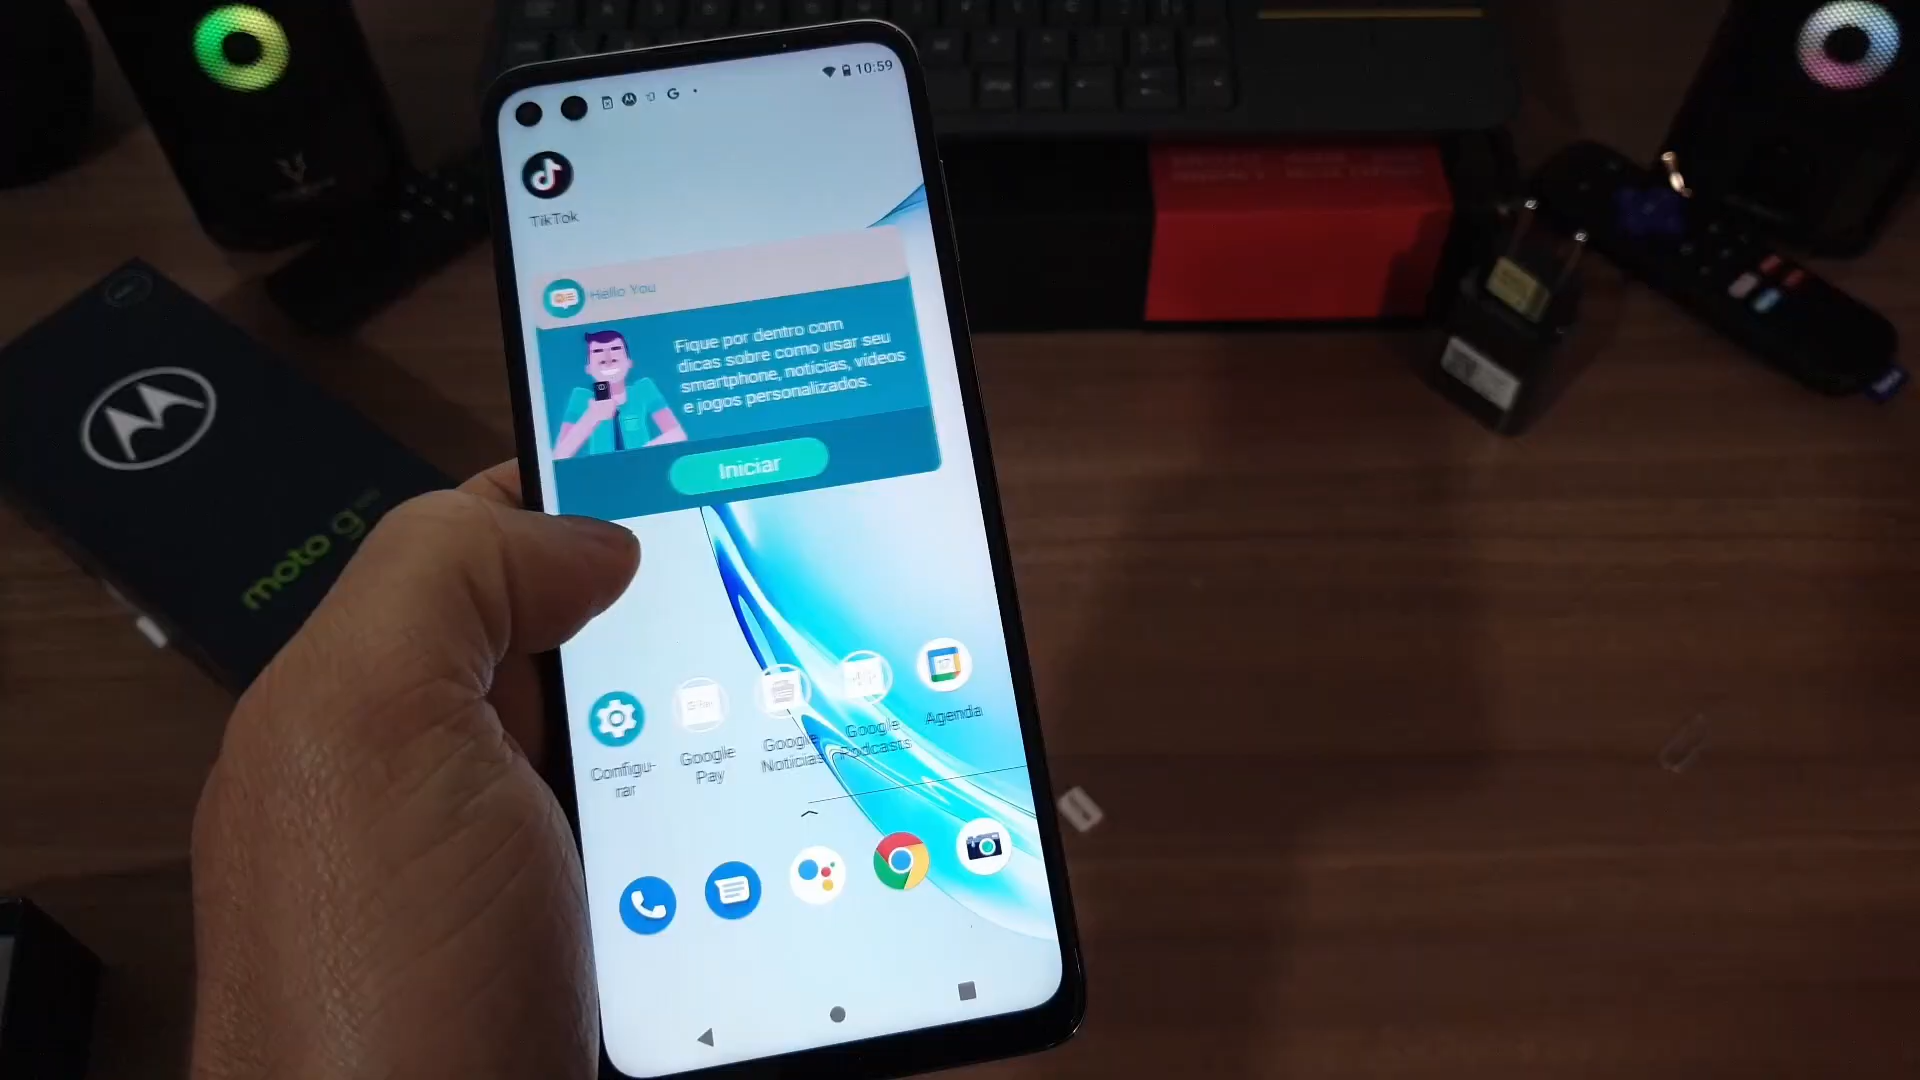 10:59
TikTok
Hello You
Fique por dentro com
dicas sobre como usar seu
smartphone, notícias, vídeos
e jogos personalizados.
Iniciar
Configu-
rar
Google
Pay
Google
Notícias
Google
Podcasts
Agenda
moto g